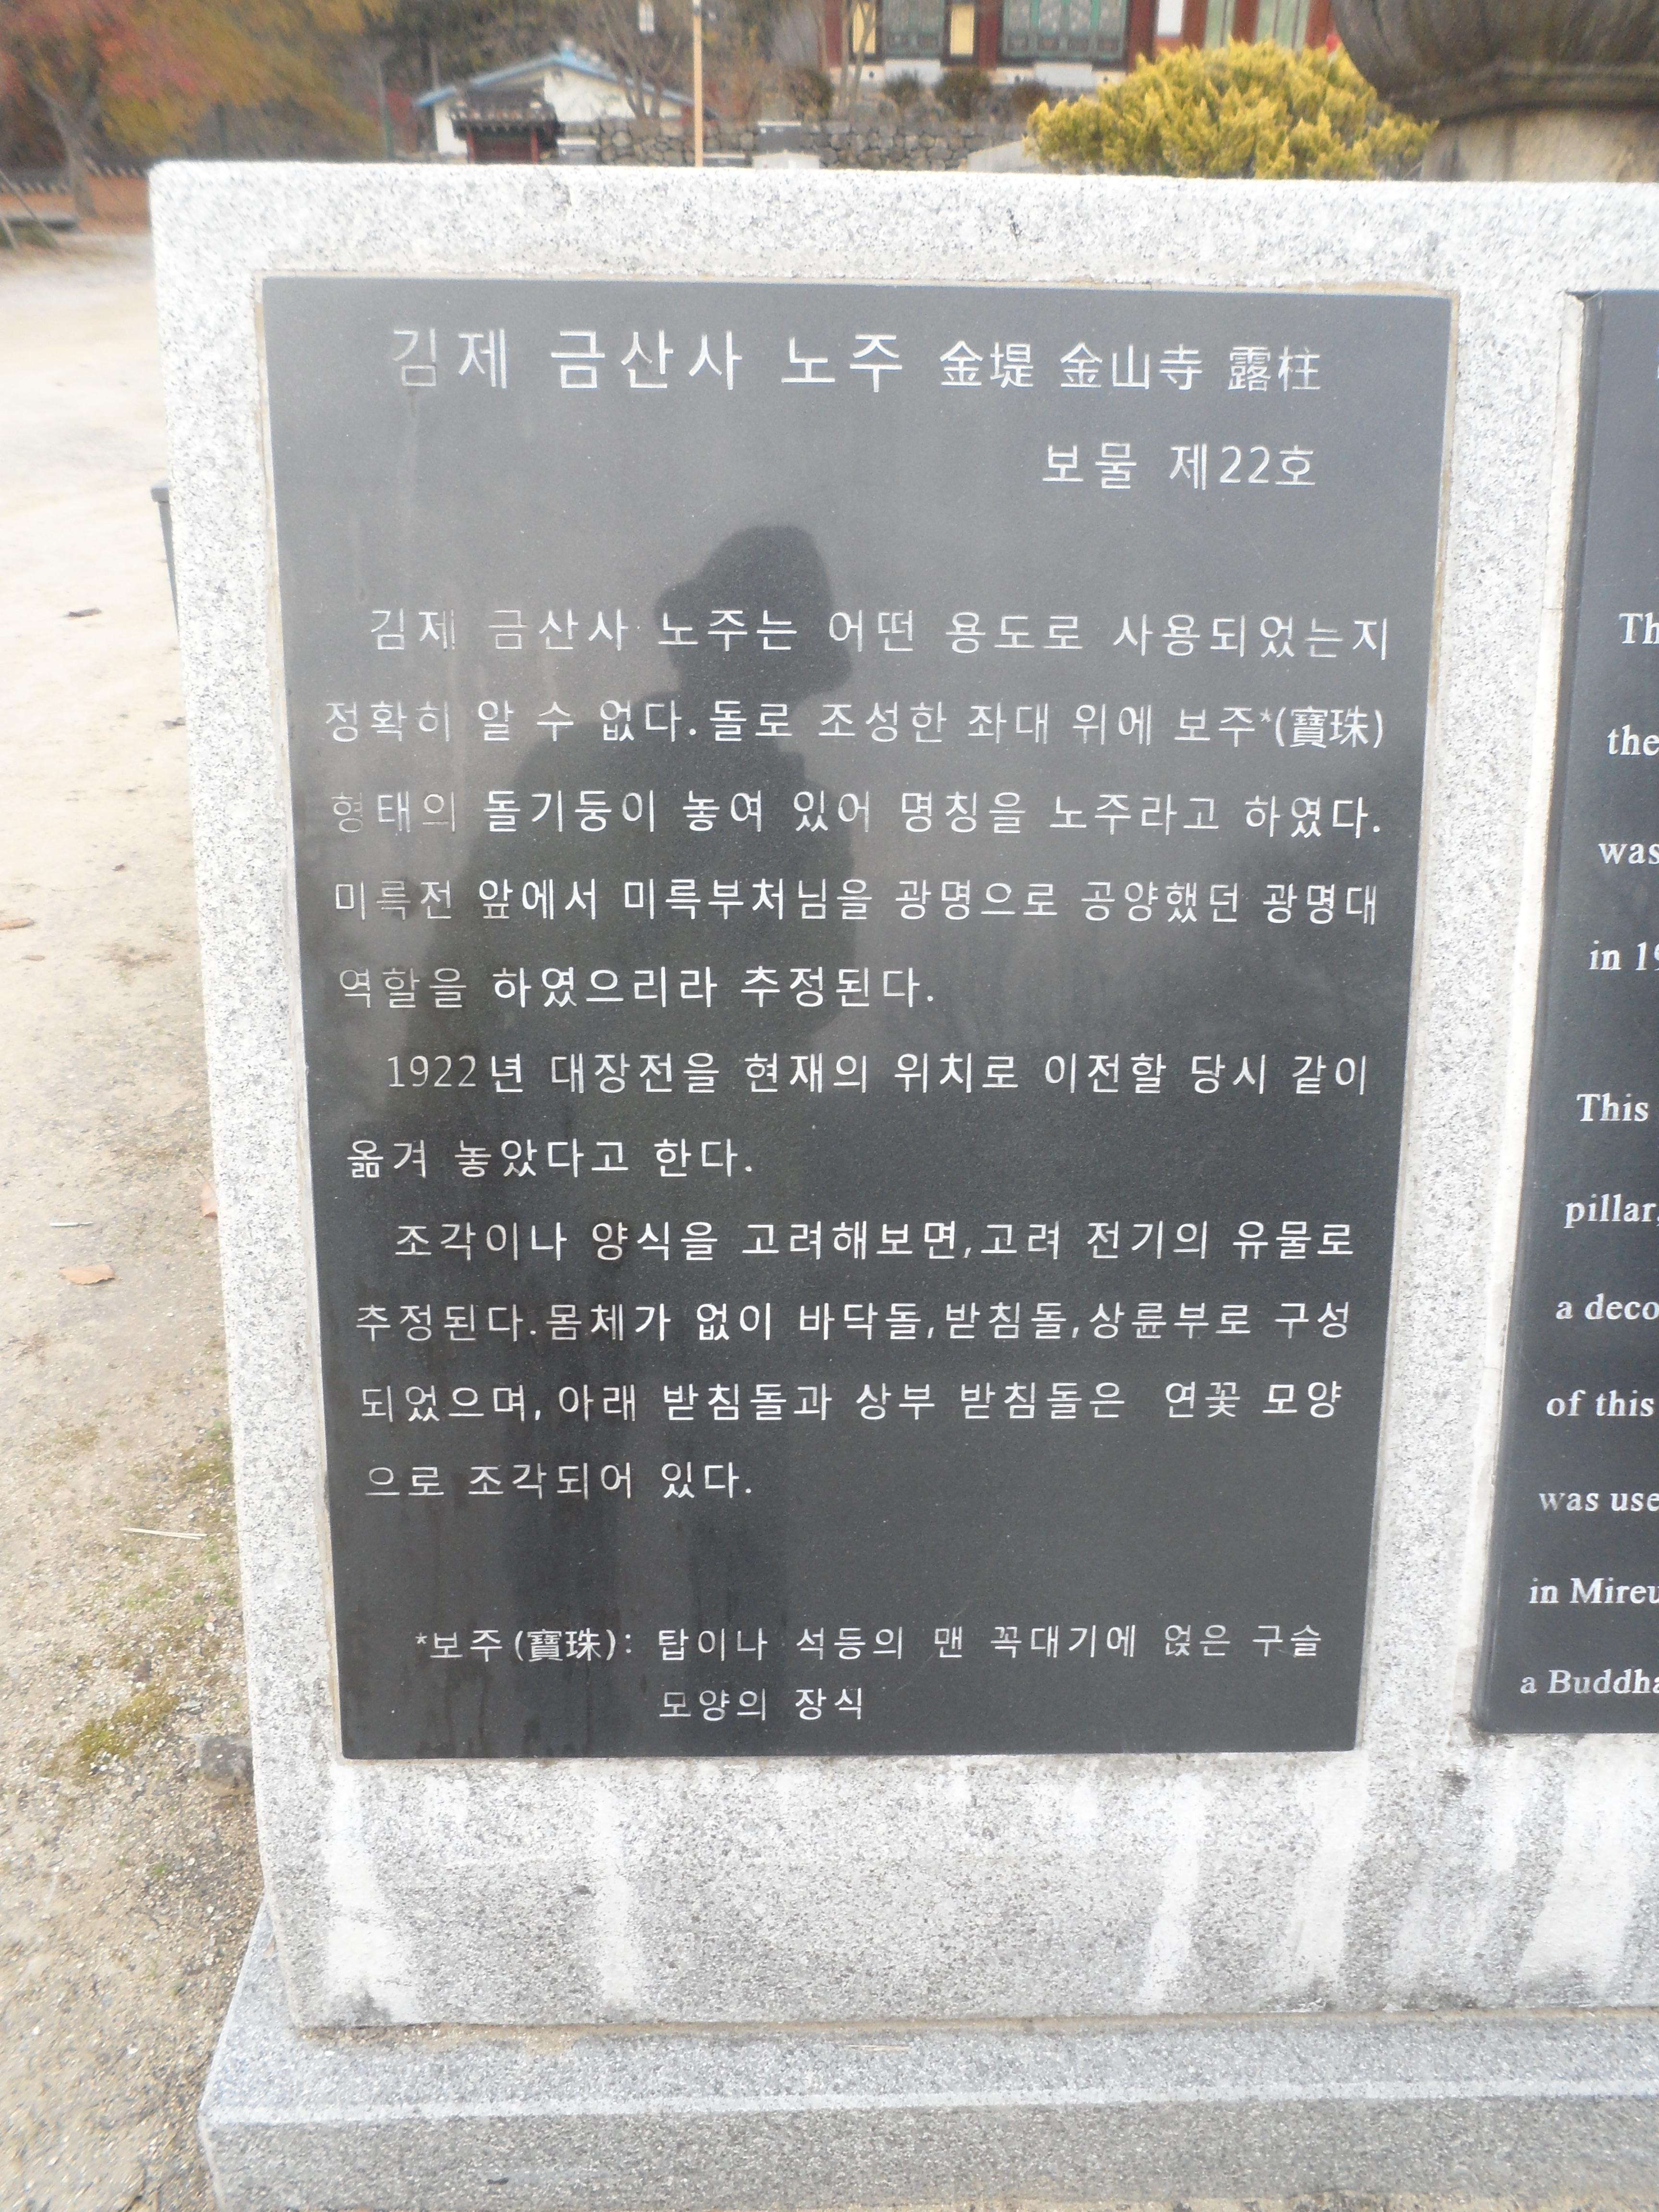 김제 금산사 노주 金堤 金山寺 露柱
보물 제22호
김제 금산사 노주는 어떤 용도로 사용되었는지
정확히 알 수 없다. 돌로 조성한 좌대 위에 보주*(寶珠)
형태의 돌기둥이 놓여 있어 명칭을 노주라고 하였다.
미륵전 앞에서 미륵부처님을 광명으로 공양했던 광명대
역할을 하였으리라 추정된다.
1922년 대장전을 현재의 위치로 이전할 당시 같이
옮겨 놓았다고 한다.
조각이나 양식을 고려해보면, 고려 전기의 유물로
추정된다. 몸체가 없이 바닥돌, 받침돌, 상륜부로 구성
되었으며, 아래 받침돌과 상부 받침돌은 연꽃 모양
으로 조각되어 있다.
*보주(寶珠): 탑이나 석등의 맨 꼭대기에 얹은 구슬
모양의 장식
the
was
This
pillar,
of this
in
a